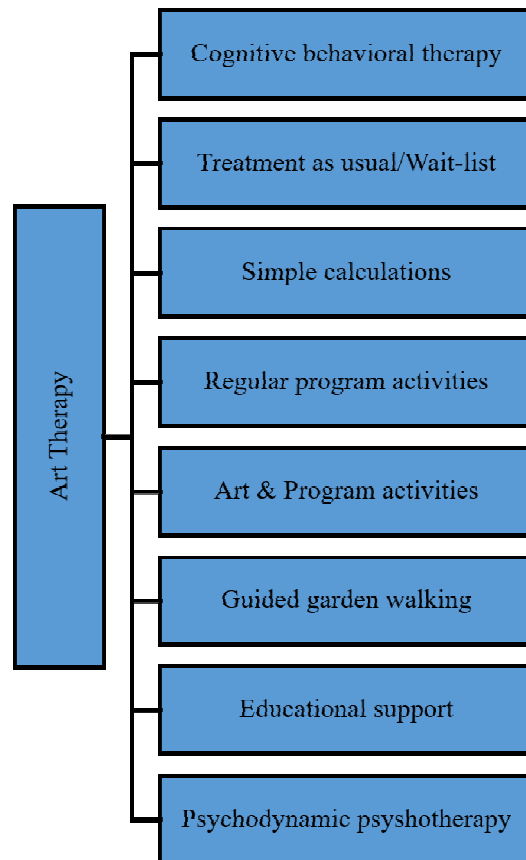 Cognitive behavioral therapy
Treatment as usual/Wait-list
Simple calculations
Regular program activities
Art Therapy
Art & Program activities
Guided garden walking
Educational support
Psychodynamic psyshotherapy